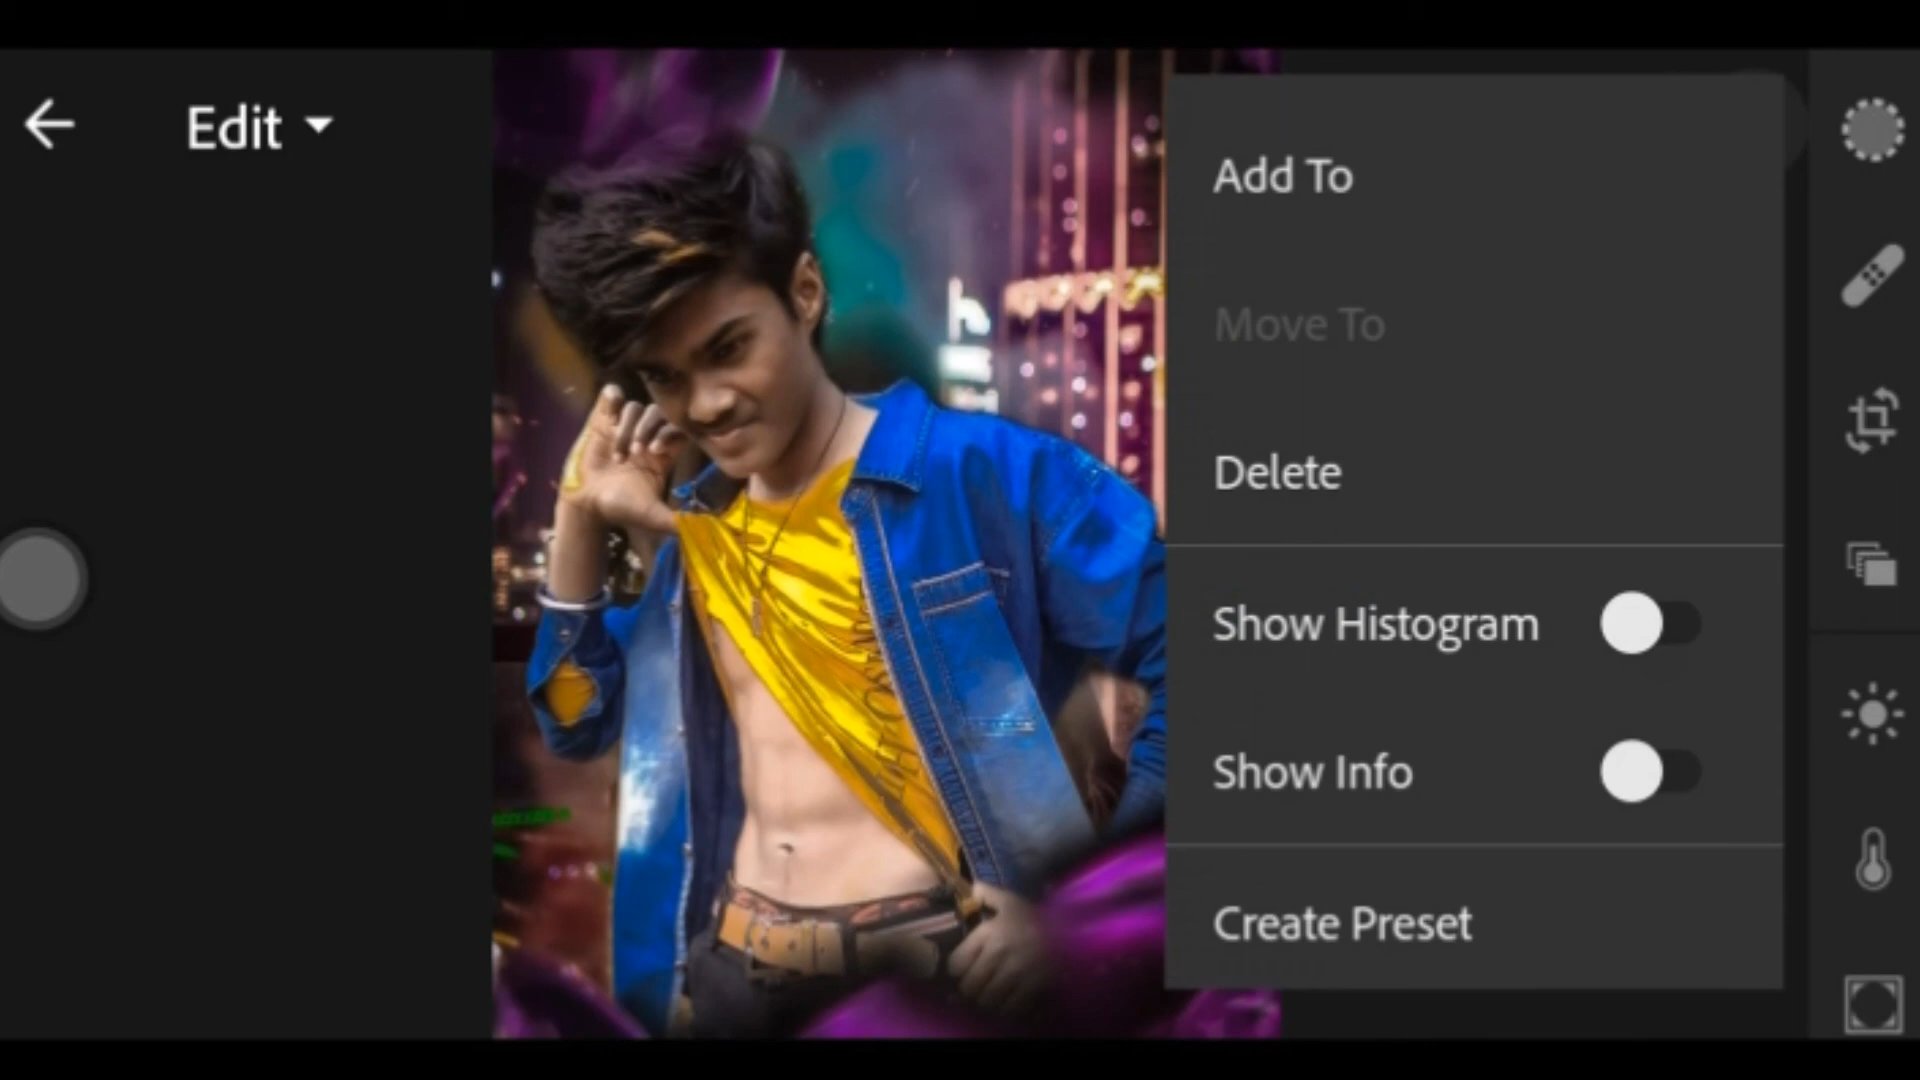 Edit
Add To
Move To
Delete
Show Histogram
Show Info
Create Preset